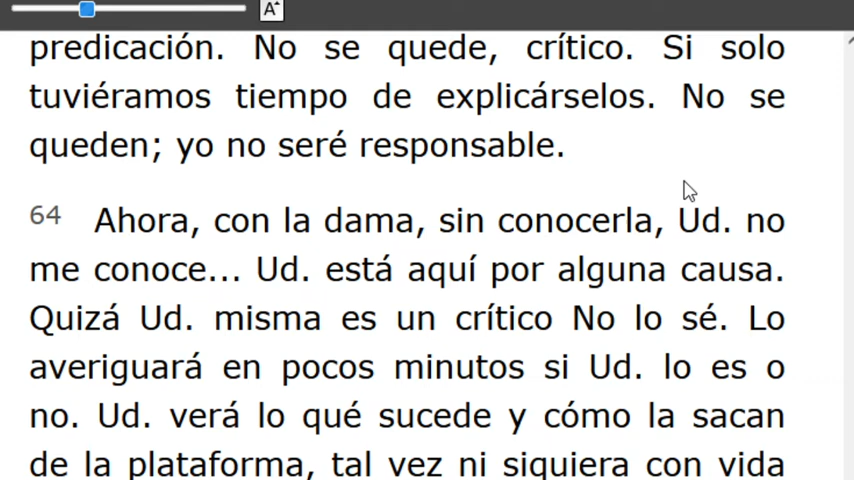 A
predicación. No se quede, crítico. Si solo
tuviéramos tiempo de explicárselos. No se
queden; yo no seré responsable.
64 Ahora, con la dama, sin conocerla, Ud. no
me conoce... Ud. está aquí por alguna causa.
Quizá Ud. misma es un crítico No lo sé. Lo
averiguará en pocos minutos si Ud. lo es o
no. Ud. verá lo qué sucede y cómo la sacan
de la plataforma, tal vez ni siquiera con vida